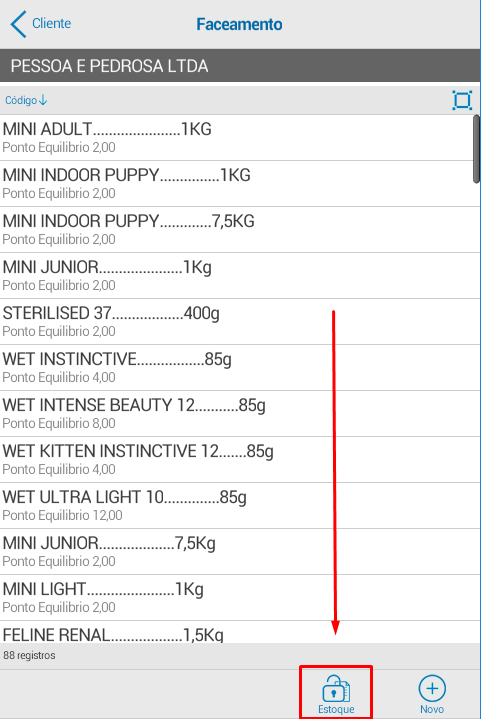 Cliente
Faceamento
PESSOA E PEDROSA LTDA
Código
MINI ADULT......................1KG
Ponto Equilibrio 2,00
MINI INDOOR PUPPY...............1KG
Ponto Equilibrio 2,00
MINI INDOOR PUPPY.............7,5KG
Ponto Equilibrio 2,00
MINI JUNIOR.....................1Kg
Ponto Equilibrio 2,00
STERILISED 37..................400g
Ponto Equilibrio 2,00
WET INSTINCTIVE.................85g
Ponto Equilibrio 4,00
WET INTENSE BEAUTY 12...........85g
Ponto Equilibrio 8,00
WET KITTEN INSTINCTIVE 12.......85g
Ponto Equilibrio 4,00
WET ULTRA LIGHT 10..............85g
Ponto Equilibrio 12,00
MINI JUNIOR...................7,5Kg
Ponto Equilibrio 2,00
MINI LIGHT......................1Kg
Ponto Equilibrio 2,00
FELINE RENAL..................1,5Kg
88 registros
Estoque
Novo